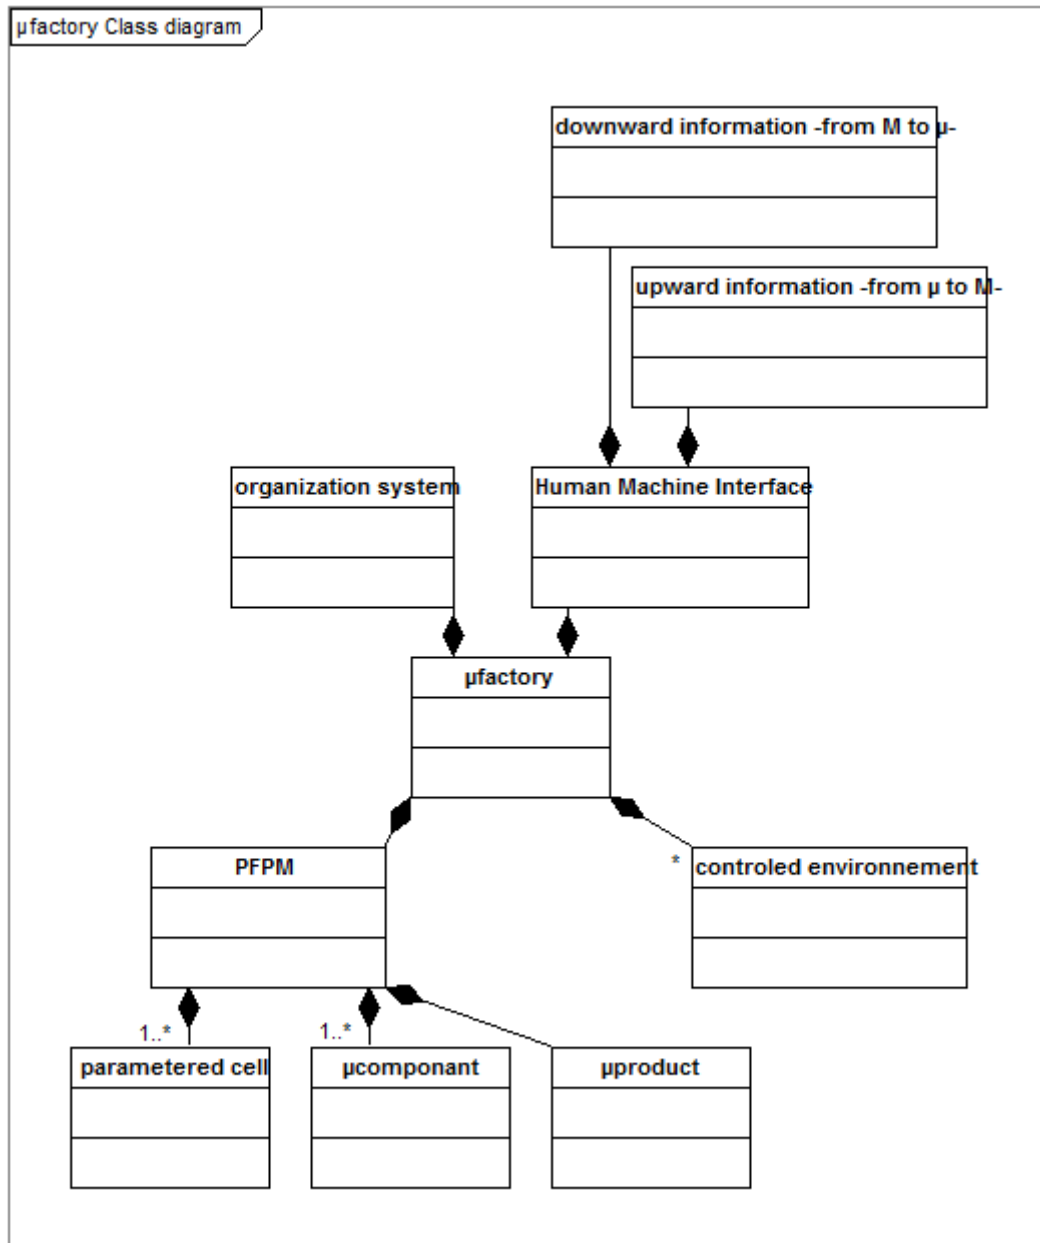 µfactory Class diagram
downward information -from M to µ-
upward information -from µ to M-
organization system
Human Machine Interface
µfactory
PFPM
* controled environnement
1..*
1..*
parametered cell
µcomponant
µproduct